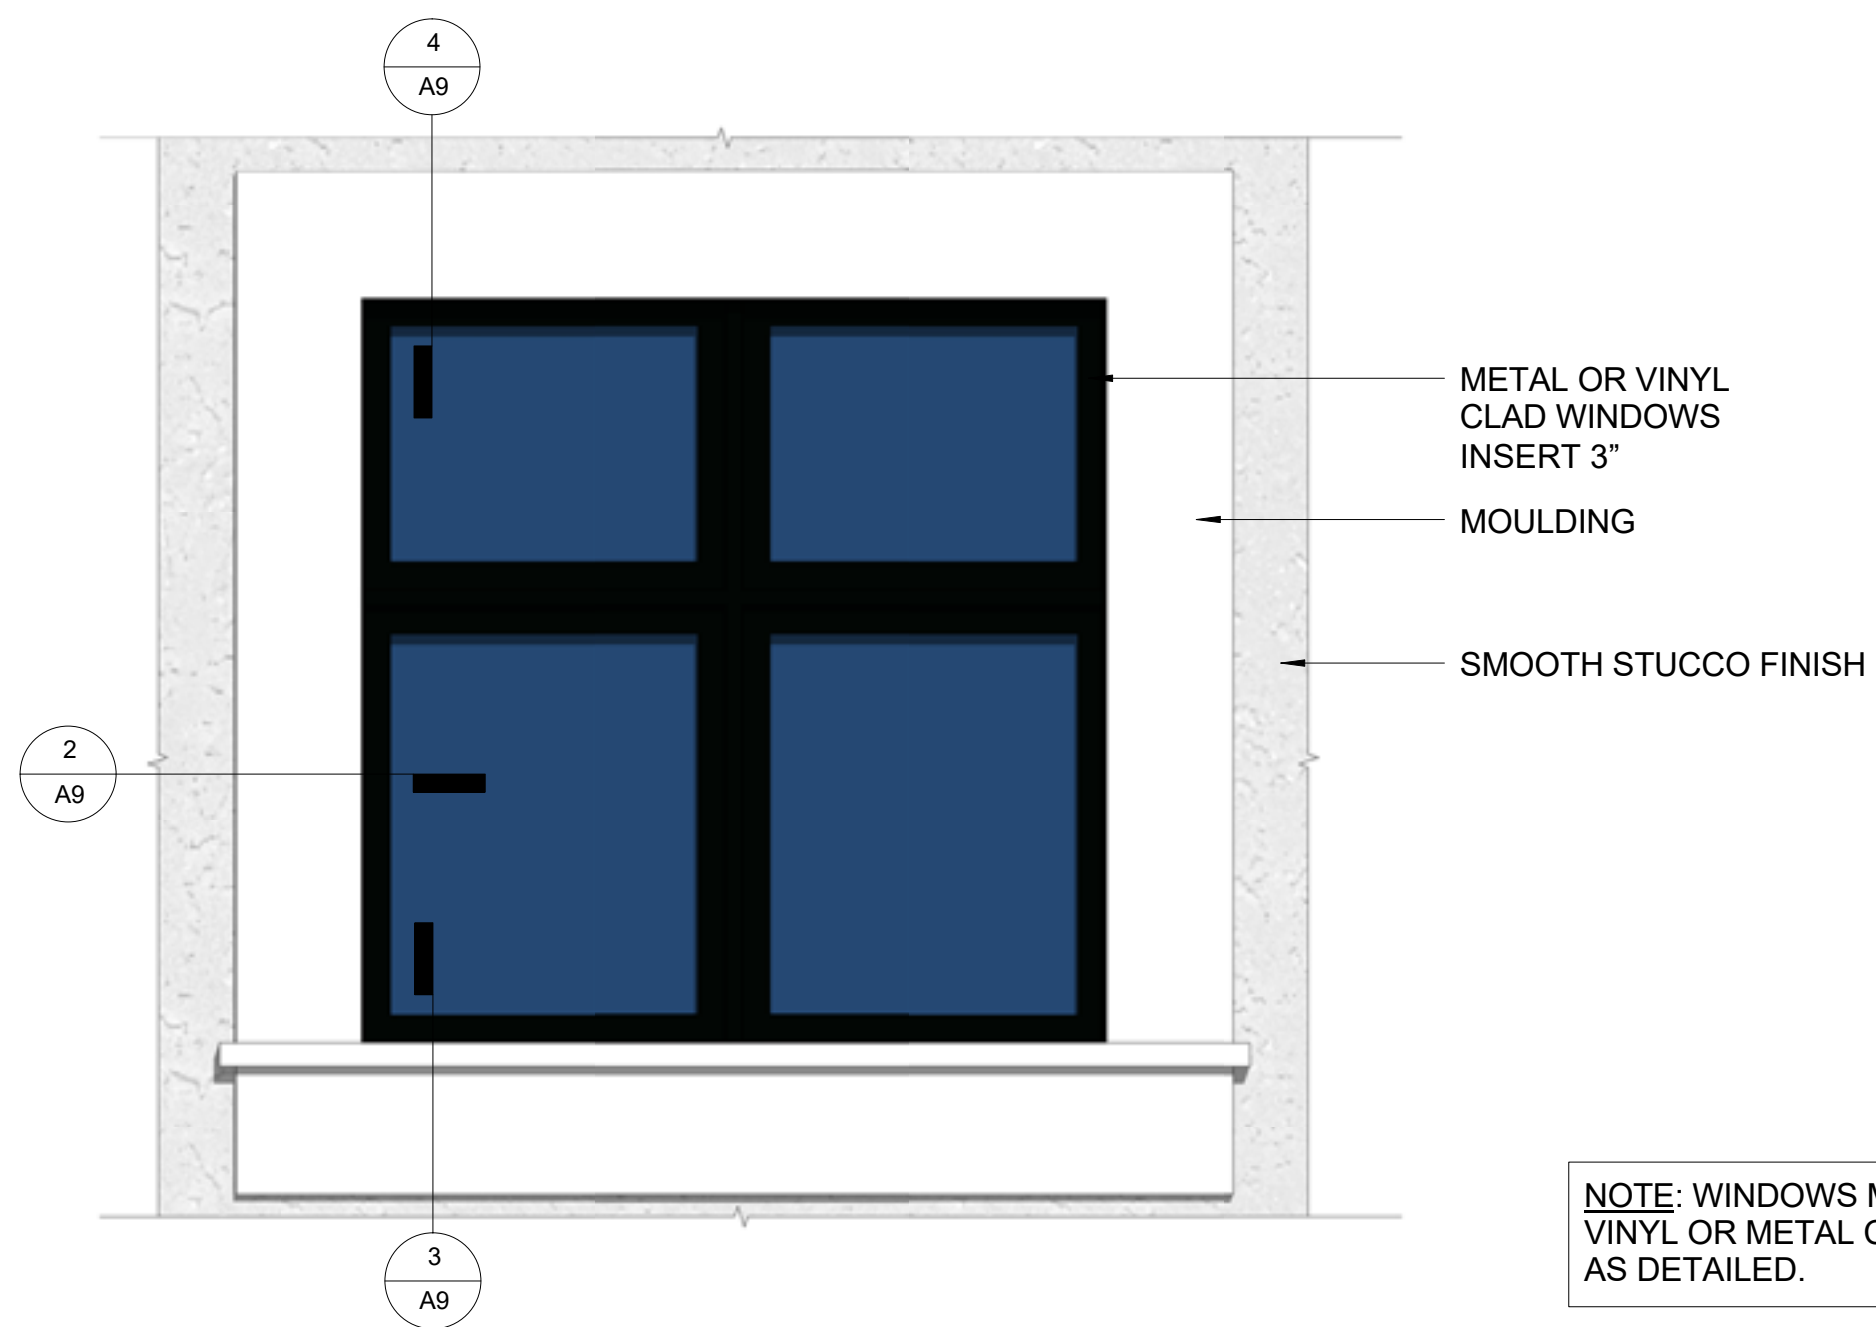 4
A9
METAL OR VINYL
CLAD WINDOWS
INSERT 3”
MOULDING
SMOOTH STUCCO FINISH
2
A9
NOTE: WINDOWS
VINYL OR METAL
AS DETAILED.
3
A9